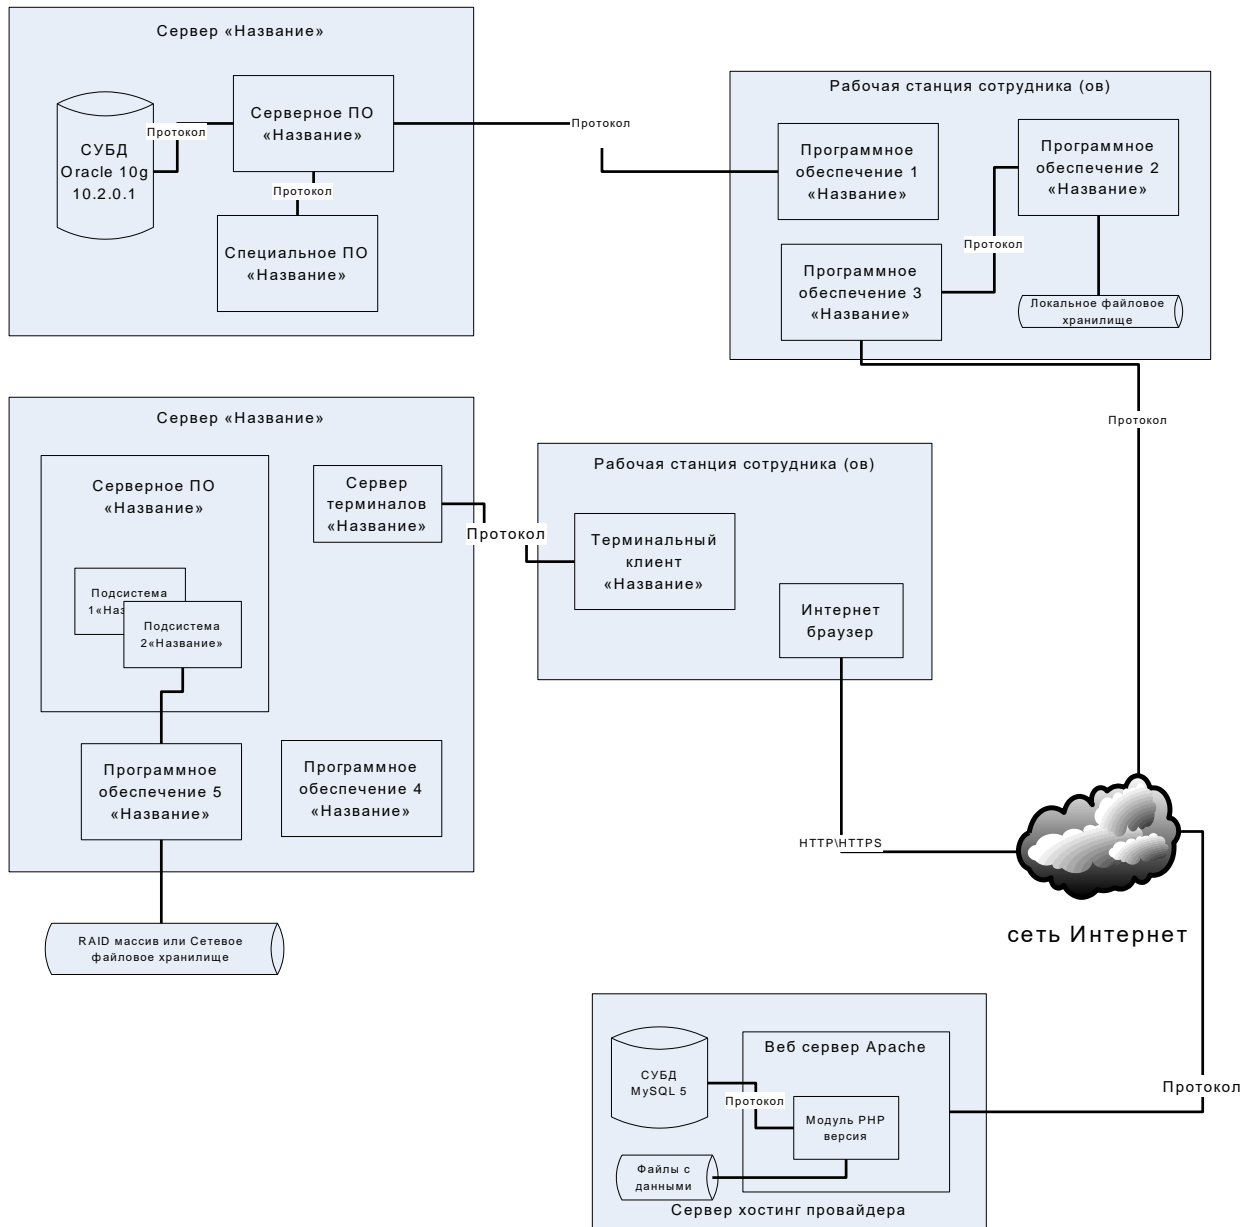 Сервер «Название»
СУБД
Oracle 10g
10.2.0.1
Протокол
Серверное ПО
«Название»
Протокол
Специальное ПО
«Название»
Протокол
Рабочая станция сотрудника (ов)
Программное
обеспечение 1
«Название»
Программное
обеспечение 2
«Название»
Протокол
Программное
обеспечение 3
«Название»
Локальное файловое
хранилище
Протокол
Сервер «Название»
Серверное ПО
«Название»
Подсистема
1«Наз
Подсистема
2«Название»
Сервер
терминалов
«Название»
Протокол
Рабочая станция сотрудника (ов)
Терминальный
клиент
«Название»
Интернет
браузер
Программное
обеспечение 5
«Название»
Программное
обеспечение 4
«Название»
HTTP\HTTPS
RAID массив или Сетевое
файловое хранилище
сеть Интернет
СУБД
MySQL 5
Протокол
Веб сервер Apache
Модуль PHP
версия
Файлы с
данными
Сервер хостинг провайдера
Протокол